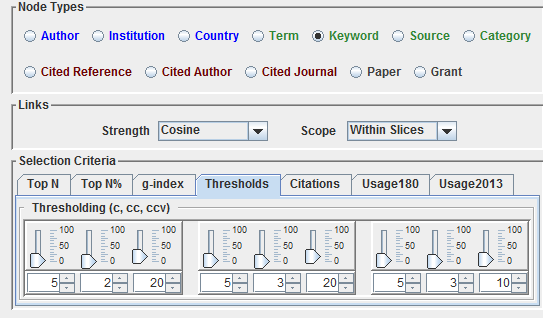 Node Types
Author Institution Country Term Keyword Source Category
Cited Reference Cited Author Cited Journal Paper Grant
Links
Strength Cosine Scope Within Slices
Selection Criteria
Top N Top N% g-index Thresholds Citations Usage180 Usage2013
Thresholding (c, cc, ccv)
100 100 100 100 100 100 100 100 100
50 50 50 50 50 50 50 50 50
0 0 0 0 0 0 0 0 0
5 2 20 5 3 20 5 3 10